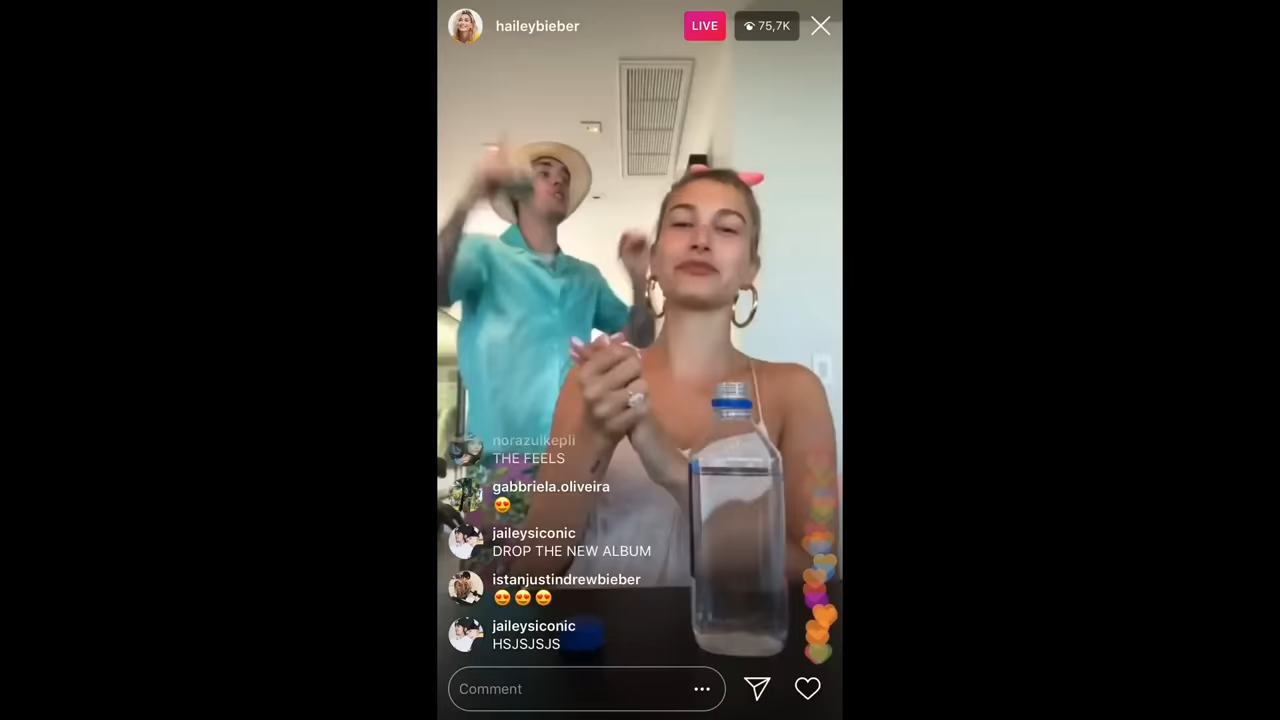 haileybieber
LIVE
75,7K
norazulkepli
THE FEELS
gabbriela.oliveira
😍
jaileysiconic
DROP THE NEW ALBUM
istanjustindrewbieber
😍😍😍
jaileysiconic
HSJSJSJS
Comment